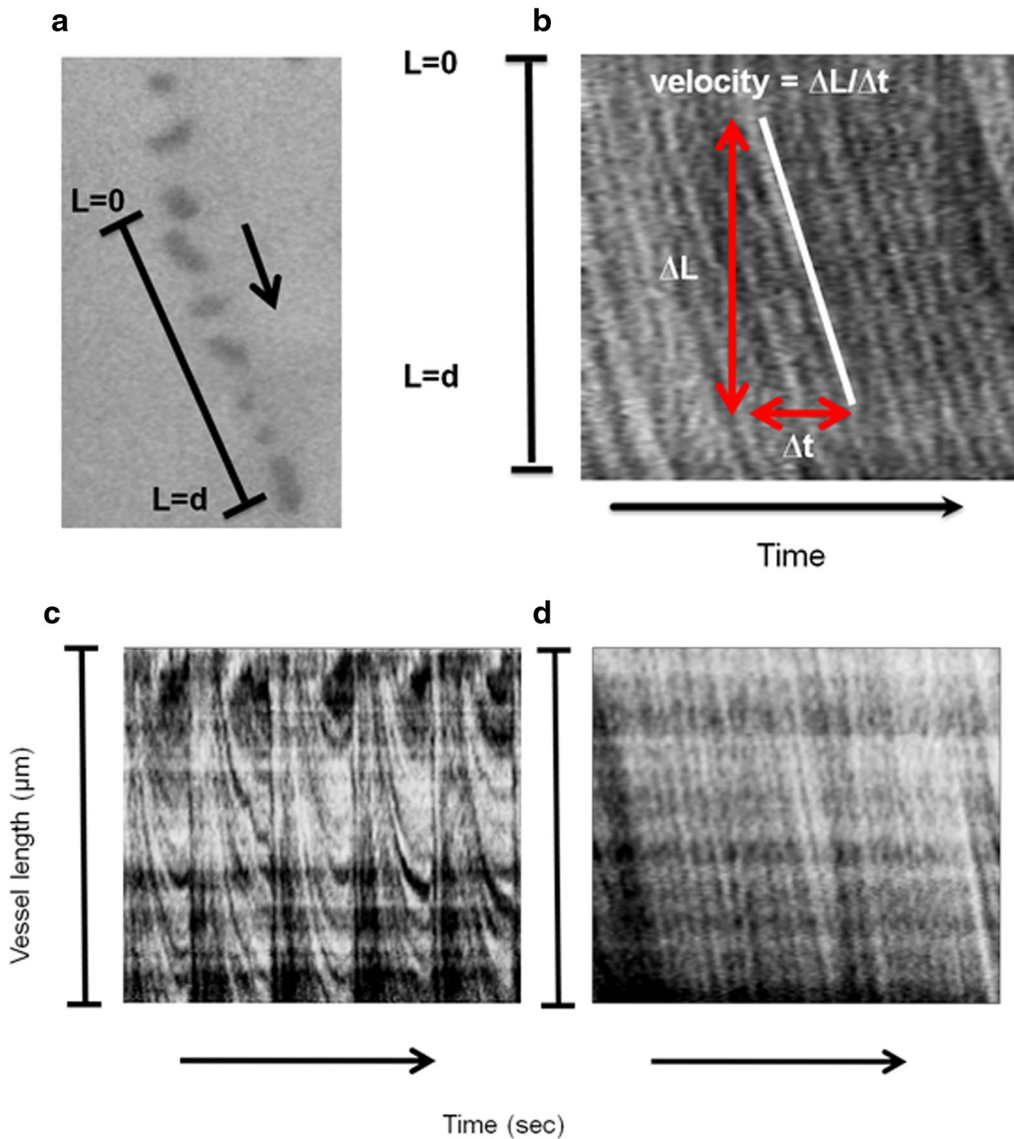 a
L=0
L=d
b
L=0
L=d
velocity = ΔL/Δt
ΔL
Δt
Time
c
d
Vessel length (μm)
Time (sec)